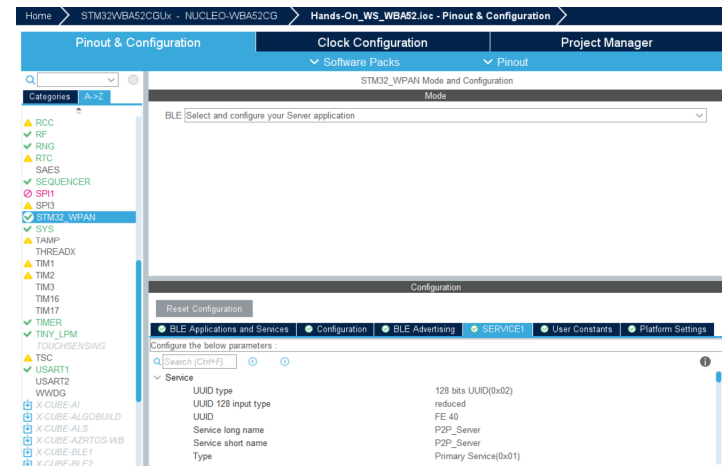 Home STM32WBA52CGUx - NUCLEO-WBA52CG Hands-On_WS_WBA52.ioc - Pinout & Configuration
Pinout & Configuration Clock Configuration Project Manager
Software Packs Pinout
STM32_WPAN Mode and Configuration
Categories A->Z
Mode
BLE Select and configure your Server application
RCC
RF
RNG
RTC
SAES
SEQUENCER
SPI1
SPI3
STM32_WPAN
SYS
TAMP
THREADX
TIM1
TIM2
TIM3
TIM16
TIM17
TIMER
TINY_LPM
TOUCHSENSING
TSC
USART1
USART2
WWDG
X-CUBE-AI
X-CUBE-ALGOBUILD
X-CUBE-ALS
X-CUBE-AZRTOS-WB
X-CUBE-BLE1
X-CUBE-BLE2
Configuration
Reset Configuration
BLE Applications and Services Configuration BLE Advertising SERVICE1 User Constants Platform Settings
Configure the below parameters :
Search (Ctrl+F)
Service
UUID type 128 bits UUID(0x02)
UUID 128 input type reduced
UUID FE 40
Service long name P2P_Server
Service short name P2P_Server
Type Primary Service(0x01)